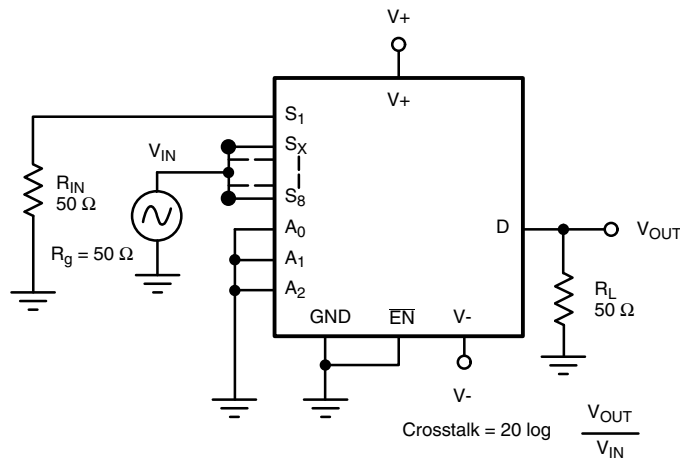 V+
V+
S1
VIN
SX
RIN
50 Ω
S8
Rg = 50 Ω
A0
D
VOUT
A1
A2
RL
50 Ω
GND
EN
V-
V-
Crosstalk = 20 log VOUT
VIN